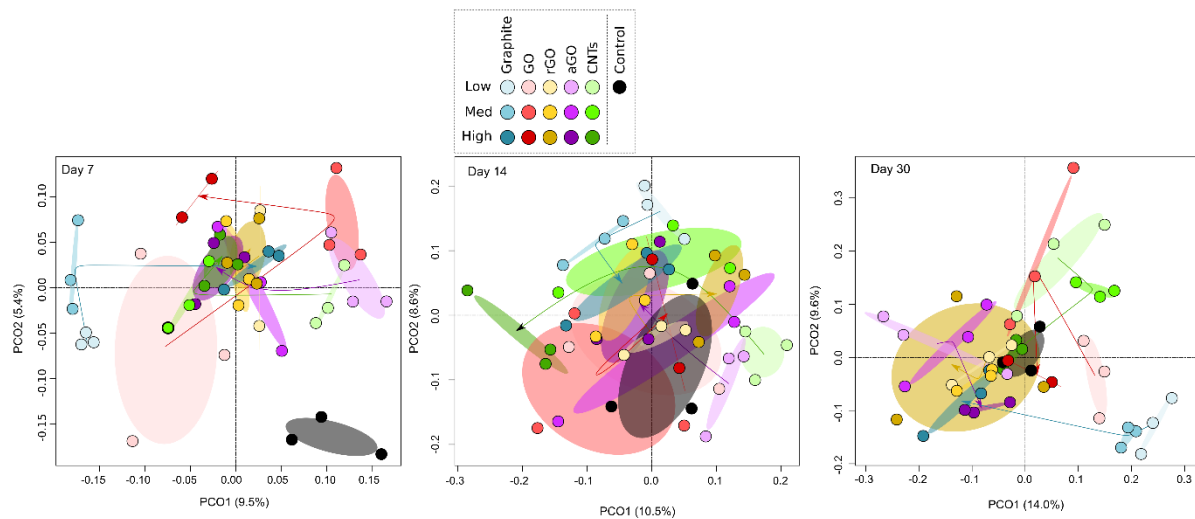 Graphite GO rGO aGO CNTs Control
Low
Med
High
Day 7
PCO2 (5.4%)
0.10
0.05
0.00
-0.05
-0.15
-0.15 -0.10 -0.05 0.00 0.05 0.10 0.15
PCO1 (9.5%)
Day 14
PCO2 (8.6%)
0.2
0.1
0.0
-0.1
-0.2
-0.3 -0.2 -0.1 0.0 0.1 0.2
PCO1 (10.5%)
Day 30
PCO2 (9.6%)
0.3
0.2
0.1
0.0
-0.1
-0.2
-0.3 -0.2 -0.1 0.0 0.1 0.2 0.3
PCO1 (14.0%)